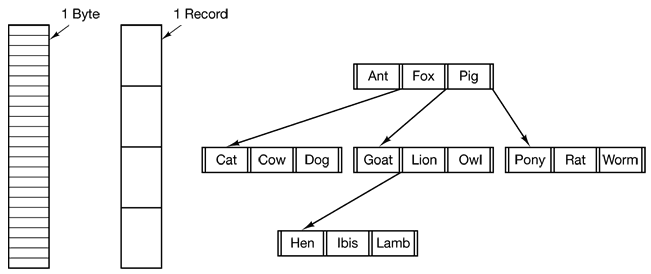 1 Byte
1 Record
Ant Fox Pig
Cat Cow Dog
Goat Lion Owl
Pony Rat Worm
Hen Ibis Lamb